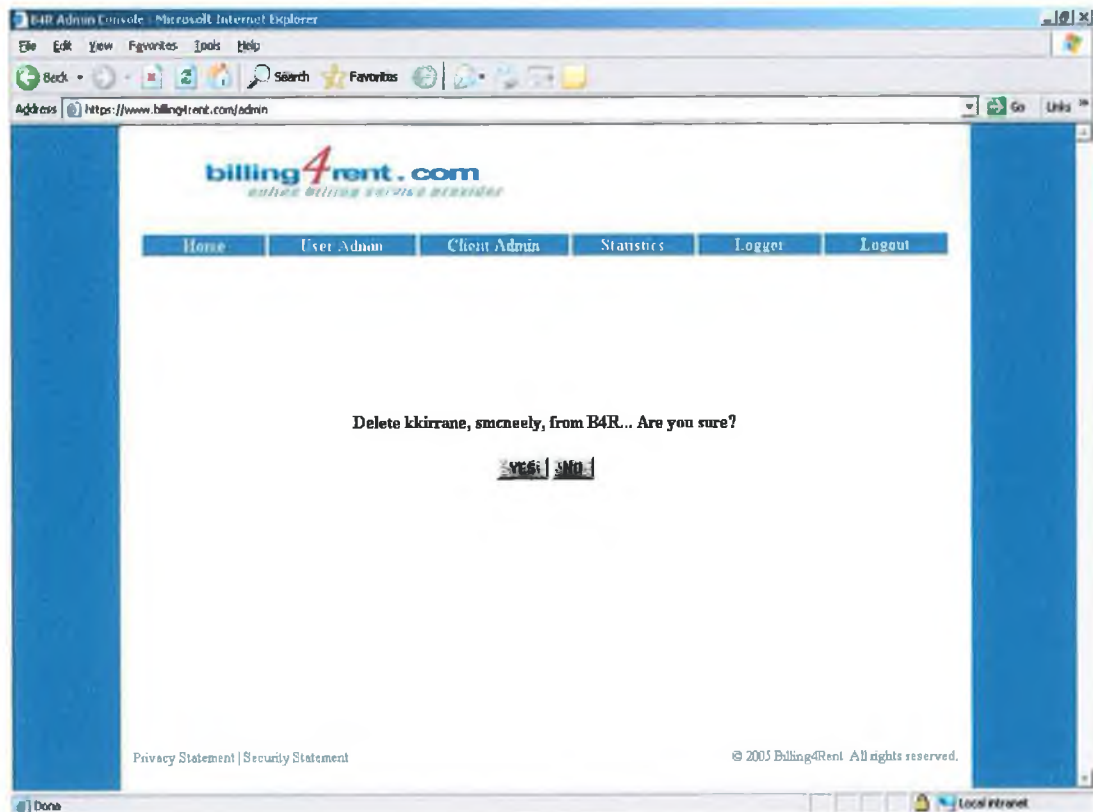 B4R Admin Console - Microsoft Internet Explorer
File Edit View Favorites Tools Help
Back Search Favorites
Address https://www.billing4rent.com/admin Go Links »
billing4rent.com
online billing service provider
Home User Admin Client Admin Statistics Logger Logout
Delete kkirrane, smcneely, from B4R... Are you sure?
YES NO
Privacy Statement | Security Statement © 2005 Billing4Rent All rights reserved.
Done Local intranet